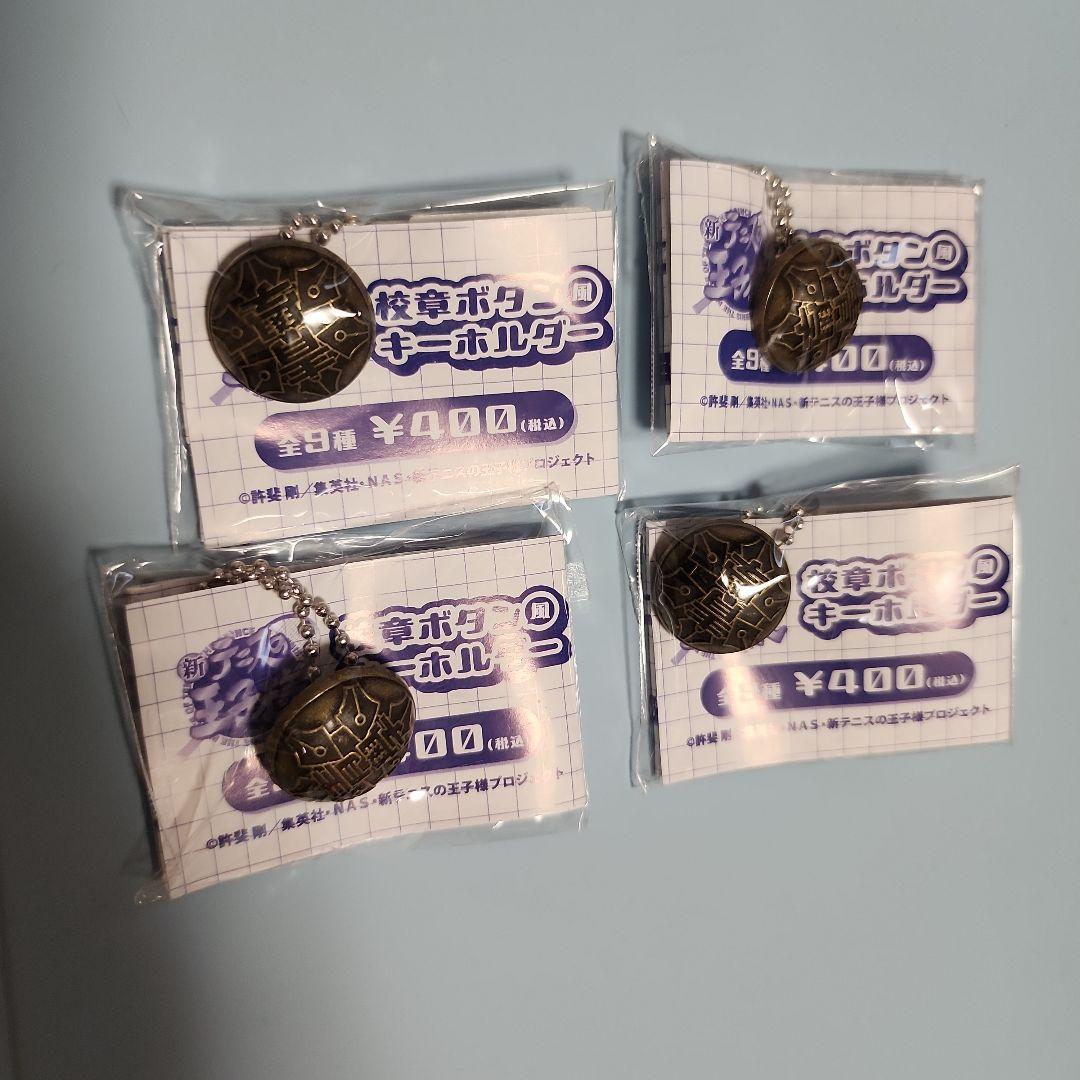 校章ボタン風
キーホルダー
全9種 ¥400(税込)
©許斐 剛/集英社・NAS・新テニスの王子様プロジェクト
新テニ
王子
ボタン風
ルダー
全9種 400(税込)
©許斐 剛/集英社・NAS・新テニスの王子様プロジェクト
新テニスの
王子
章ボタン風
ーホルダー
00(税込)
©許斐 剛/集英社・NAS・新テニスの王子様プロジェクト
校章ボタン風
キーホルダー
全9種 ¥400(税込)
©許斐 剛/集英社・NAS・新テニスの王子様プロジェクト